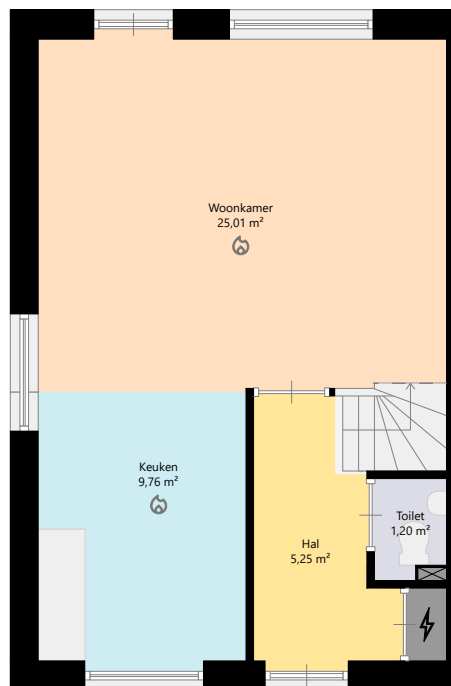 Woonkamer
25,01 m²
Keuken
9,76 m²
Toilet
1,20 m²
Hal
5,25 m²